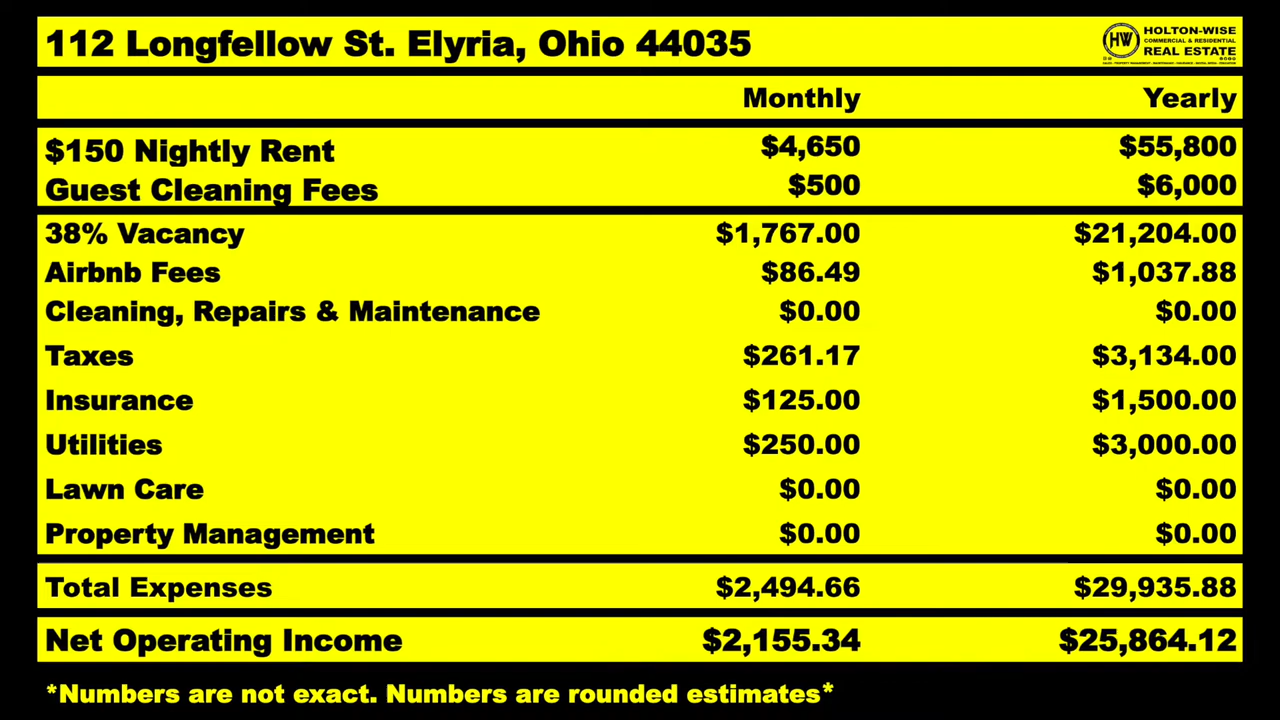 112 Longfellow St. Elyria, Ohio 44035
HW
HOLTON-WISE
COMMERCIAL & RESIDENTIAL
REAL ESTATE
Monthly Yearly
$150 Nightly Rent $4,650 $55,800
Guest Cleaning Fees $500 $6,000
38% Vacancy $1,767.00 $21,204.00
Airbnb Fees $86.49 $1,037.88
Cleaning, Repairs & Maintenance $0.00 $0.00
Taxes $261.17 $3,134.00
Insurance $125.00 $1,500.00
Utilities $250.00 $3,000.00
Lawn Care $0.00 $0.00
Property Management $0.00 $0.00
Total Expenses $2,494.66 $29,935.88
Net Operating Income $2,155.34 $25,864.12
*Numbers are not exact. Numbers are rounded estimates*